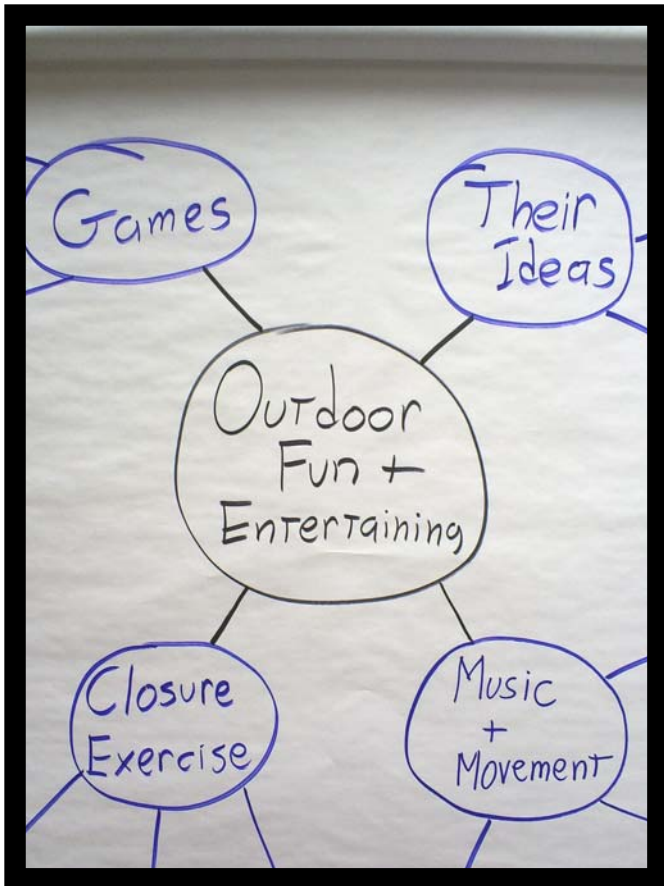 Games
Their
Ideas
Outdoor
Fun +
Entertaining
Closure
Exercise
Music
+
Movement